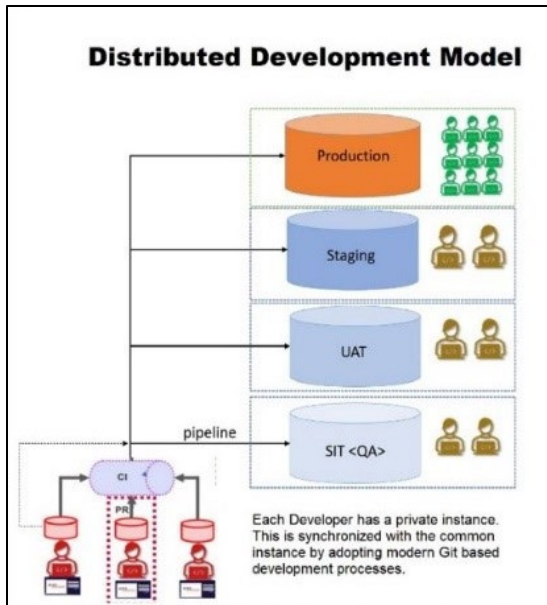 Distributed Development Model
Production
Staging
UAT
pipeline
SIT <QA>
CI
PR
Each Developer has a private instance.
This is synchronized with the common
instance by adopting modern Git based
development processes.